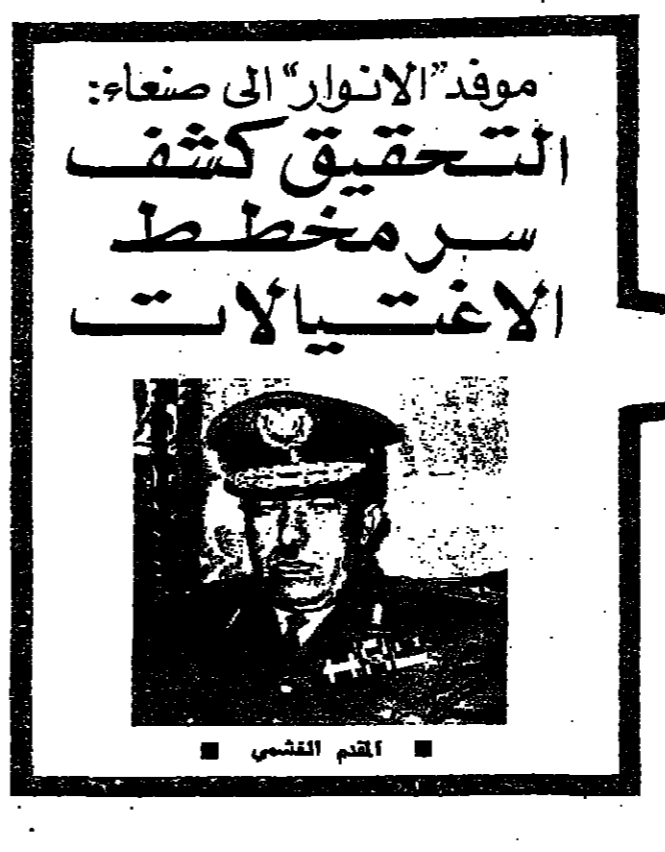 موفد "الانوار" الى صنعاء:
التحقيق كشف
سر مخطط
الاغتيالات
■ المقدم الغشمي ■